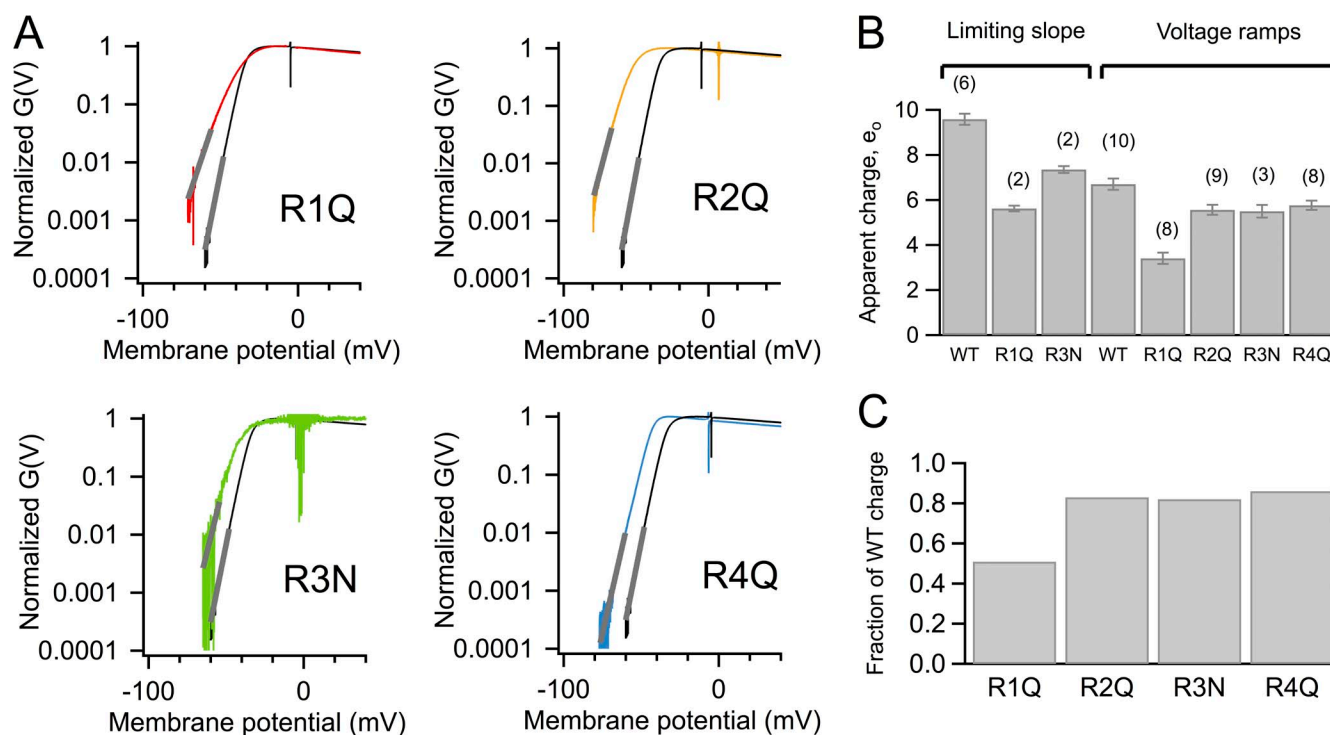 A
Normalized G(V)
1
0.1
0.01
0.001
0.0001
R1Q
-100
0
Membrane potential (mV)
Normalized G(V)
1
0.1
0.01
0.001
0.0001
R2Q
-100
0
Membrane potential (mV)
Normalized G(V)
1
0.1
0.01
0.001
0.0001
R3N
-100
0
Membrane potential (mV)
Normalized G(V)
1
0.1
0.01
0.001
0.0001
R4Q
-100
0
Membrane potential (mV)
B
Limiting slope
Voltage ramps
Apparent charge, eo
10
8
6
4
2
0
(6)
(2)
(2)
(10)
(8)
(9)
(3)
(8)
WT R1Q R3N WT R1Q R2Q R3N R4Q
C
Fraction of WT charge
1.0
0.8
0.6
0.4
0.2
0.0
R1Q R2Q R3N R4Q